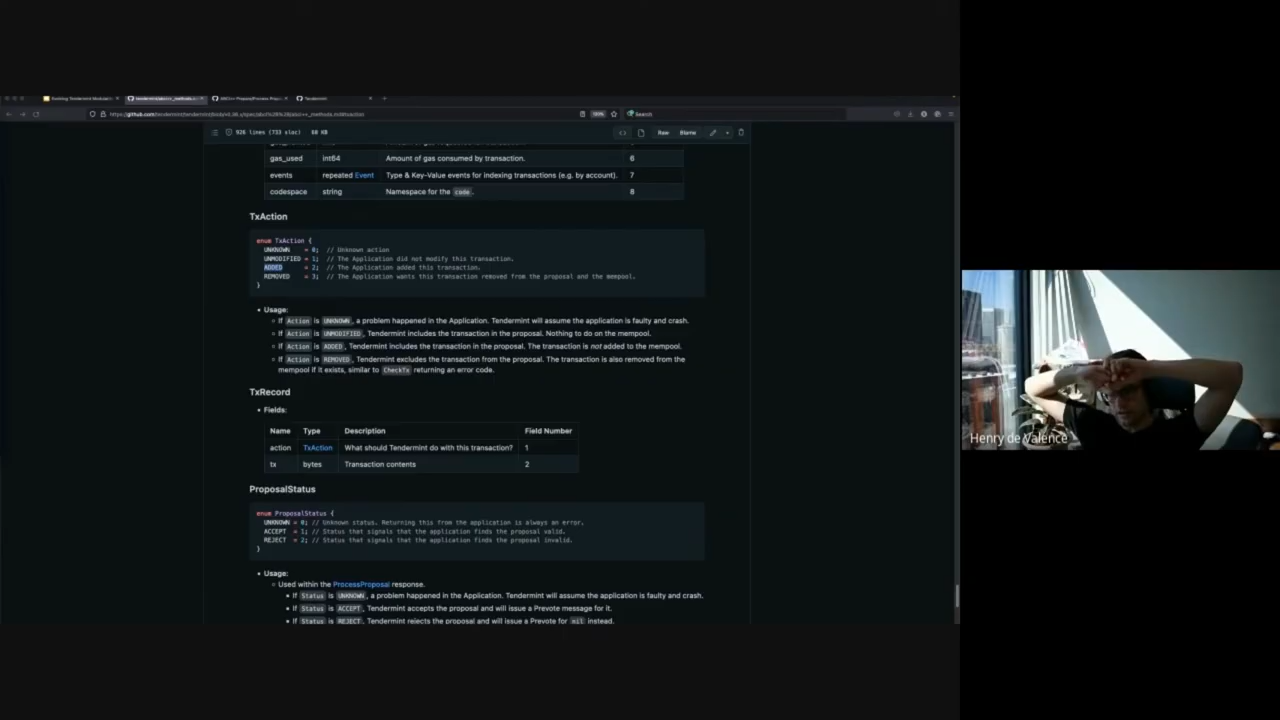 926 lines (733 sloc) 68 KB
Raw Blame
gas_used int64 Amount of gas consumed by transaction. 6
events repeated Event Type & Key-Value events for indexing transactions (e.g. by account). 7
codespace string Namespace for the code. 8
TxAction
enum TxAction {
UNKNOWN = 0; // Unknown action
UNMODIFIED = 1; // The Application did not modify this transaction.
ADDED = 2; // The Application added this transaction.
REMOVED = 3; // The Application wants this transaction removed from the proposal and the mempool.
}
• Usage:
○ If Action is UNKNOWN, a problem happened in the Application. Tendermint will assume the application is faulty and crash.
○ If Action is UNMODIFIED, Tendermint includes the transaction in the proposal. Nothing to do on the mempool.
○ If Action is ADDED, Tendermint includes the transaction in the proposal. The transaction is not added to the mempool.
○ If Action is REMOVED, Tendermint excludes the transaction from the proposal. The transaction is also removed from the
mempool if it exists, similar to CheckTx returning an error code.
TxRecord
• Fields:
Name Type Description Field Number
action TxAction What should Tendermint do with this transaction? 1
tx bytes Transaction contents 2
ProposalStatus
enum ProposalStatus {
UNKNOWN = 0; // Unknown status. Returning this from the application is always an error.
ACCEPT = 1; // Status that signals that the application finds the proposal valid.
REJECT = 2; // Status that signals that the application finds the proposal invalid.
}
• Usage:
○ Used within the ProcessProposal response.
■ If Status is UNKNOWN, a problem happened in the Application. Tendermint will assume the application is faulty and crash.
■ If Status is ACCEPT, Tendermint accepts the proposal and will issue a Prevote message for it.
■ If Status is REJECT, Tendermint rejects the proposal and will issue a Prevote for nil instead.
Search
Henry de Valence